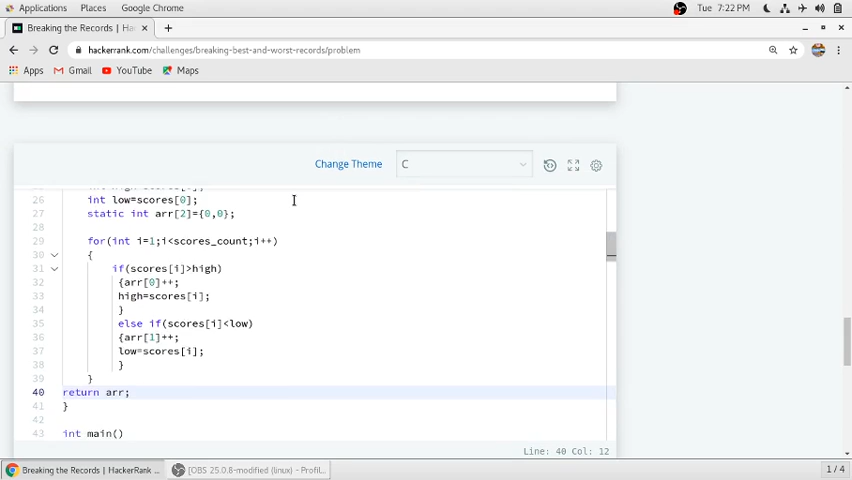 Applications Places Google Chrome Tue 7:22 PM
Breaking the Records | Ha
hackerrank.com/challenges/breaking-best-and-worst-records/problem
Apps Gmail YouTube Maps
Change Theme C
26 int low=scores[0];
27 static int arr[2]={0,0};
28
29 for(int i=1;i<scores_count;i++)
30 {
31 if(scores[i]>high)
32 {arr[0]++;
33 high=scores[i];
34 }
35 else if(scores[i]<low)
36 {arr[1]++;
37 low=scores[i];
38 }
39 }
40 return arr;
41 }
42
43 int main()
Line: 40 Col: 12
Breaking the Records | HackerRank ... [OBS 25.0.8-modified (linux) - Profil... 1 / 4